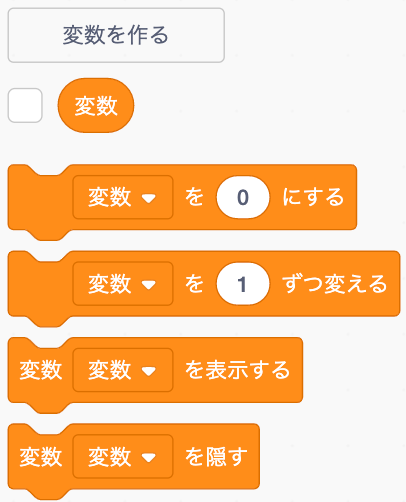 変数を作る
変数
変数 を 0 にする
変数 を 1 ずつ変える
変数 変数 を表示する
変数 変数 を隠す